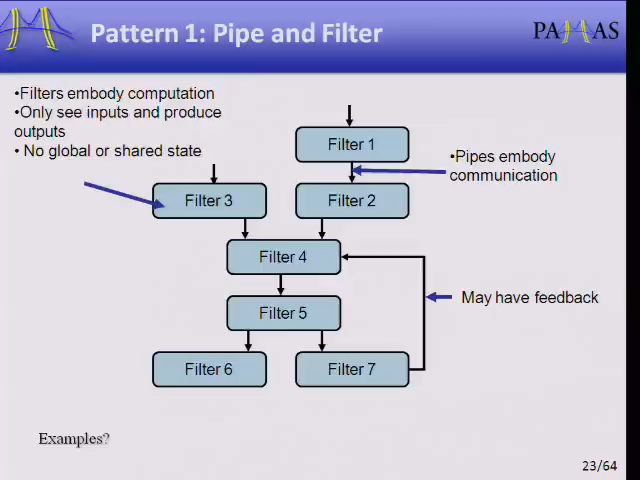 Pattern 1: Pipe and Filter
PA AS
•Filters embody computation
•Only see inputs and produce
outputs
• No global or shared state
Filter 1
•Pipes embody
communication
Filter 3
Filter 2
Filter 4
May have feedback
Filter 5
Filter 6
Filter 7
Examples?
23/64